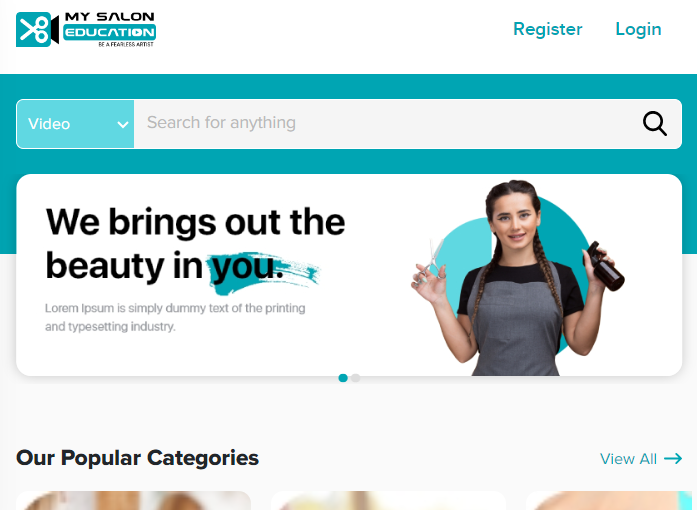 MY SALON
EDUCATION
BE A FEARLESS ARTIST
Register
Login
Video
Search for anything
We brings out the
beauty in you.
Lorem Ipsum is simply dummy text of the printing
and typesetting industry.
Our Popular Categories
View All